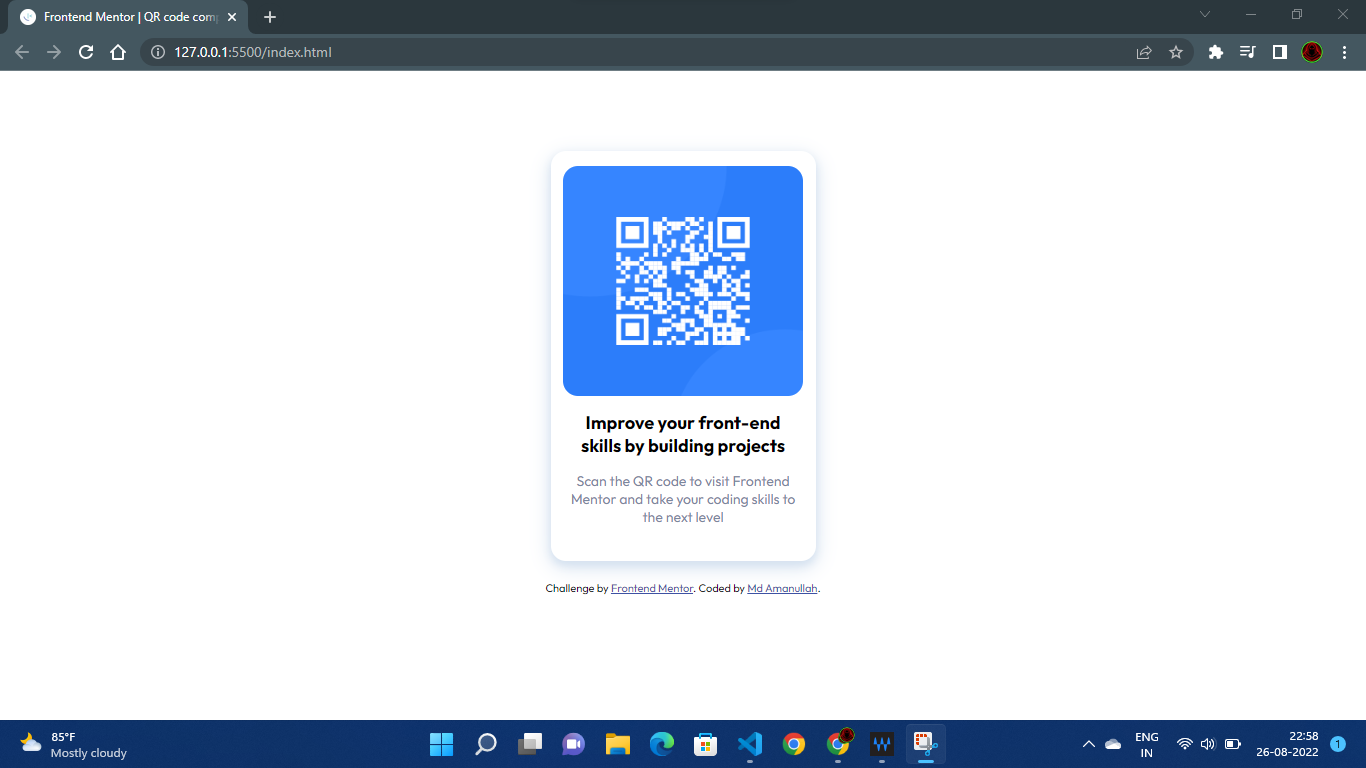 Frontend Mentor | QR code com
127.0.0.1:5500/index.html
Improve your front-end
skills by building projects
Scan the QR code to visit Frontend
Mentor and take your coding skills to
the next level
Challenge by Frontend Mentor. Coded by Md Amanullah.
85°F
Mostly cloudy
ENG
IN
22:58
26-08-2022
1